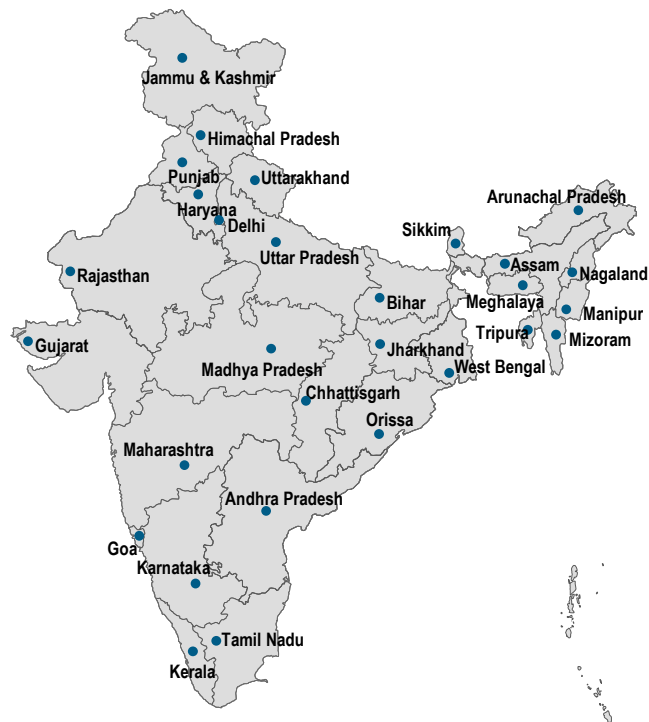 Jammu & Kashmir
Himachal Pradesh
Punjab
Uttarakhand
Haryana
Delhi
Arunachal Pradesh
Sikkim
Uttar Pradesh
Assam
Rajasthan
Nagaland
Bihar
Meghalaya
Manipur
Tripura
Mizoram
Gujarat
Jharkhand
Madhya Pradesh
West Bengal
Chhattisgarh
Orissa
Maharashtra
Andhra Pradesh
Goa
Karnataka
Tamil Nadu
Kerala